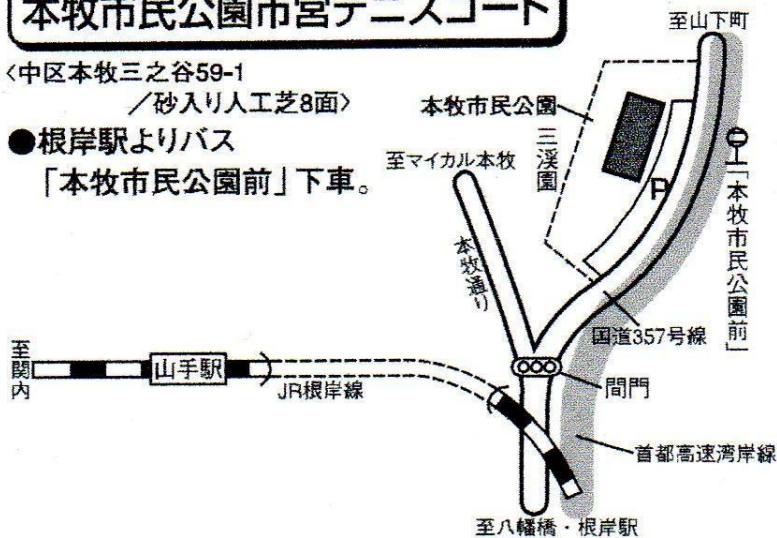 本牧市民公園市営テニスコート
〈中区本牧三之谷59-1
／砂入り人工芝8面〉
●根岸駅よりバス
「本牧市民公園前」下車。
至山下町
本牧市民公園
三溪園
至マイカル本牧
P
「本牧市民公園前」
本牧通り
国道357号線
至関内
山手駅
JR根岸線
間門
首都高速湾岸線
至八幡橋・根岸駅